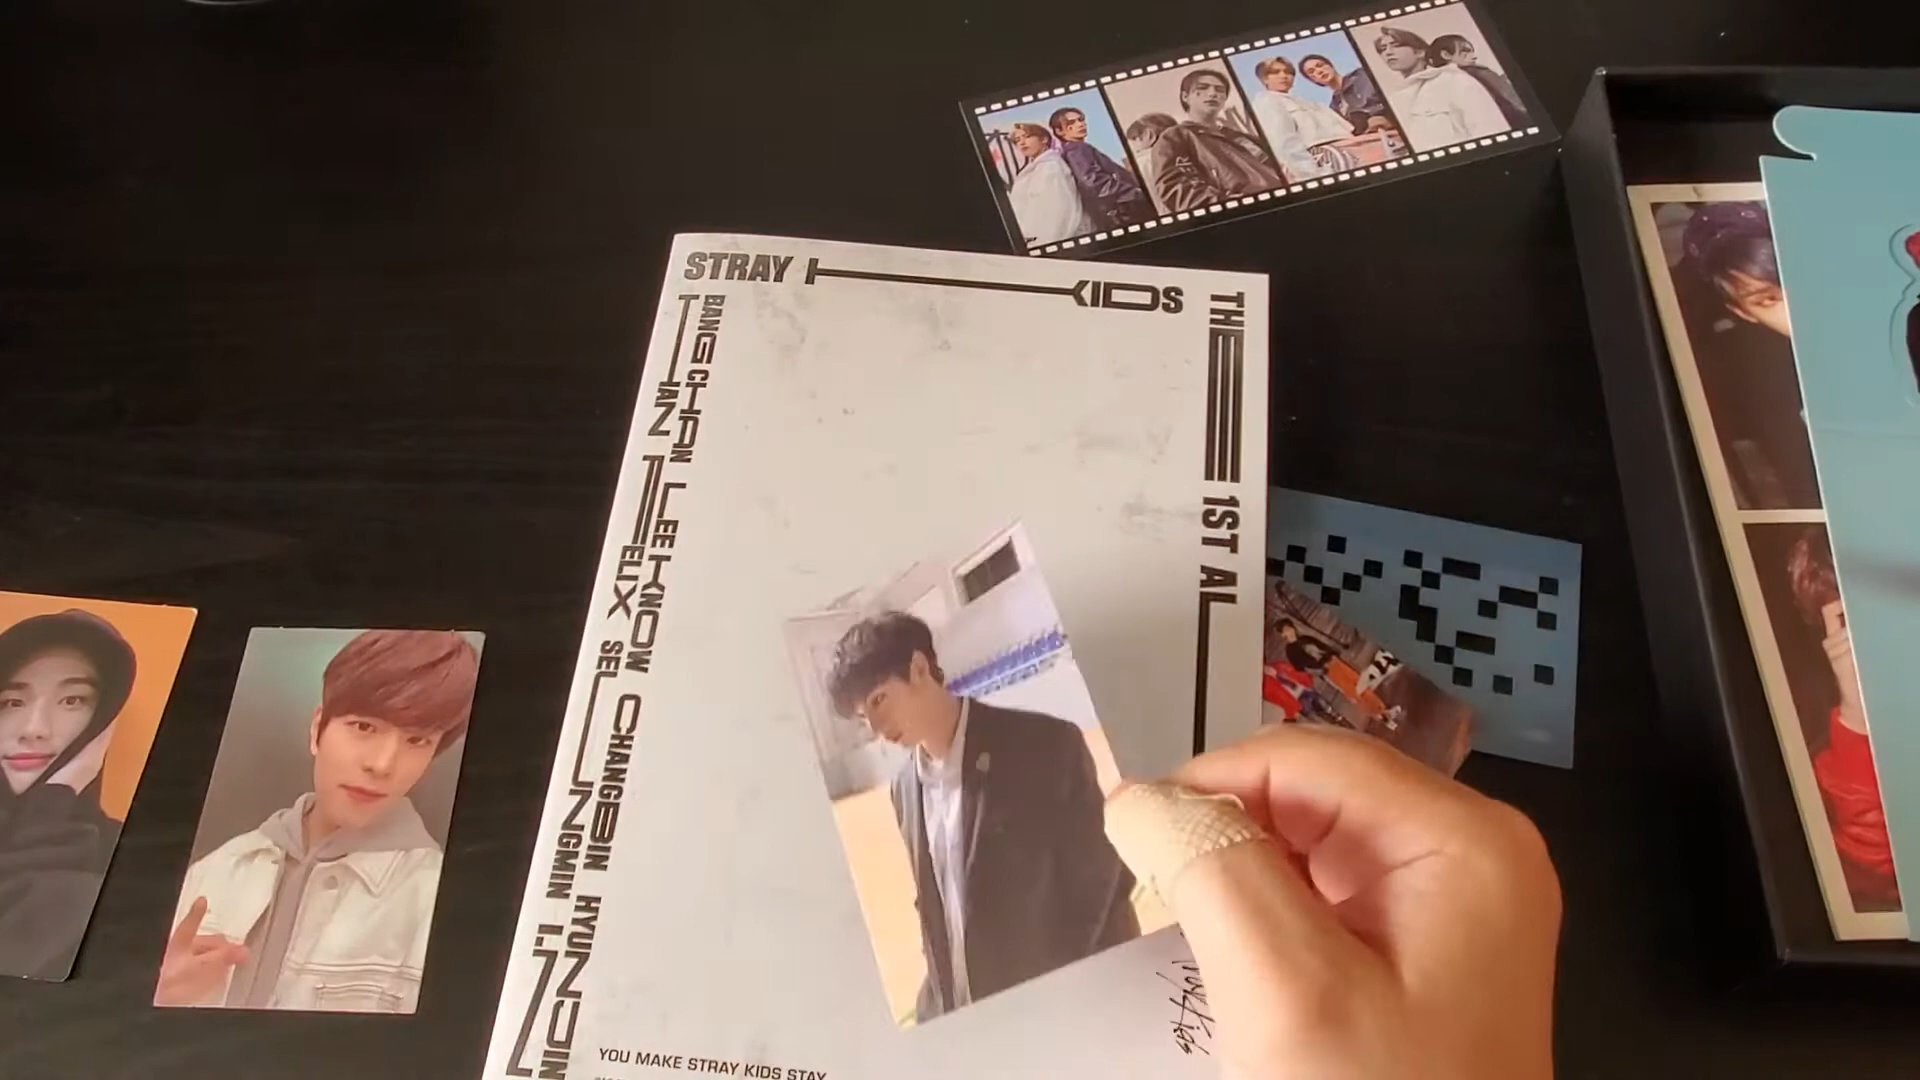 STRAY KIDS
THE 1ST AL
BANG CHAN LEE KNOW CHANGBIN HYUNJIN
HAN FELIX SEUNGMIN I.N
YOU MAKE STRAY KIDS STAY